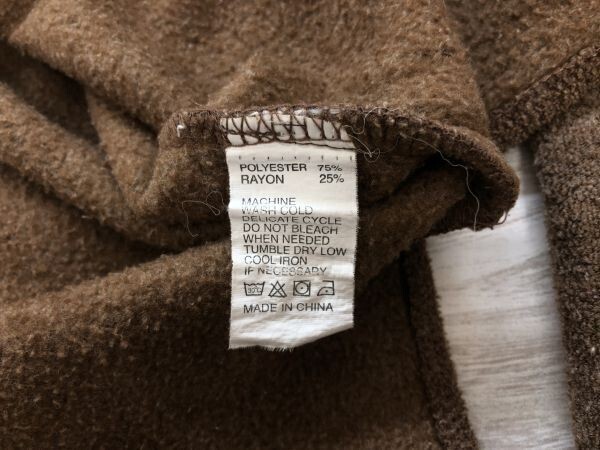 POLYESTER 75%
RAYON 25%
MACHINE
WASH COLD
DELICATE CYCLE
DO NOT BLEACH
WHEN NEEDED
TUMBLE DRY LOW
COOL IRON
IF NECESSARY
30°C
MADE IN CHINA